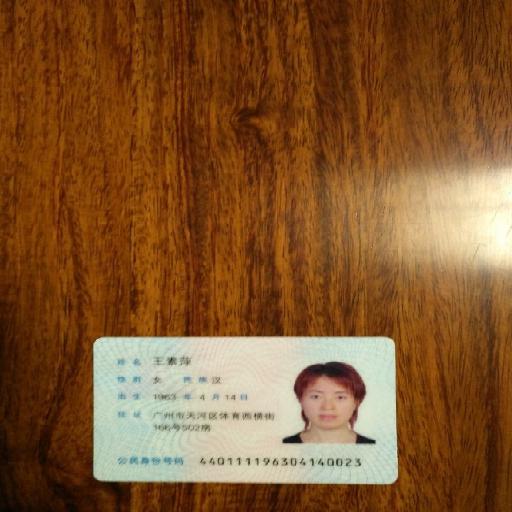 姓名 王素萍
性别 女 民族 汉
出生 1963 年 4 月 14 日
住址 广州市天河区体育西横街
166号502房
公民身份号码 440111196304140023